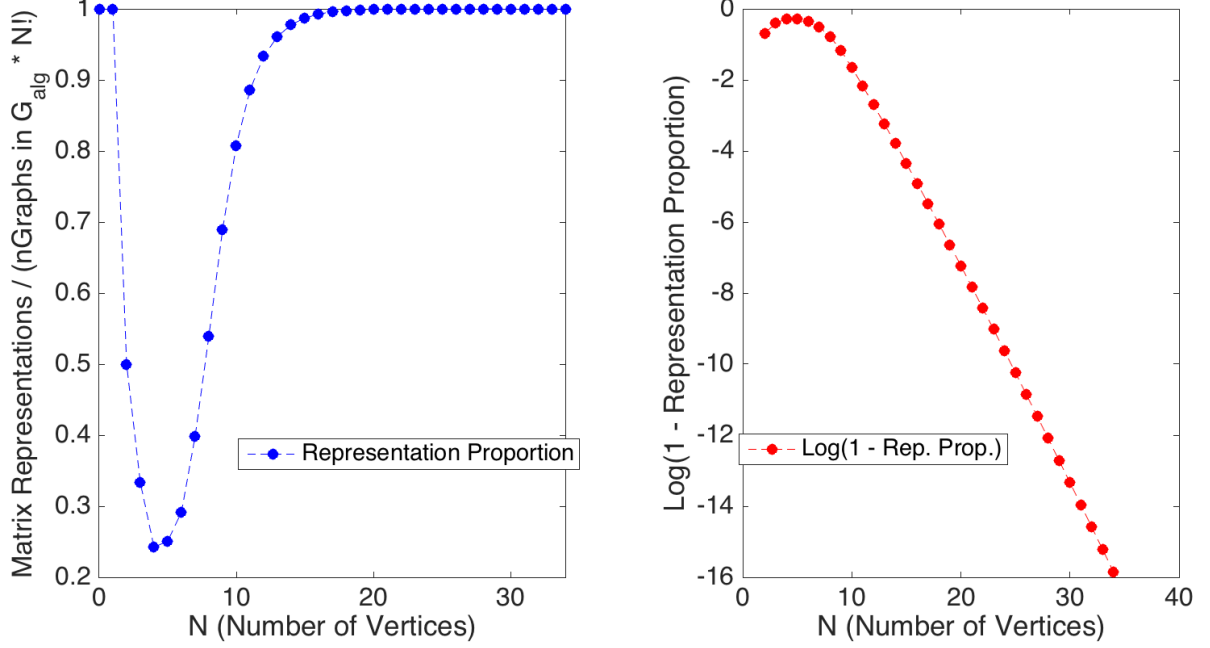 Matrix Representations / (nGraphs in G_alg * N!)
1
0.9
0.8
0.7
0.6
0.5
0.4
0.3
0.2
0 10 20 30
N (Number of Vertices)
Representation Proportion
Log(1 - Representation Proportion)
0
-2
-4
-6
-8
-10
-12
-14
-16
0 10 20 30 40
N (Number of Vertices)
Log(1 - Rep. Prop.)